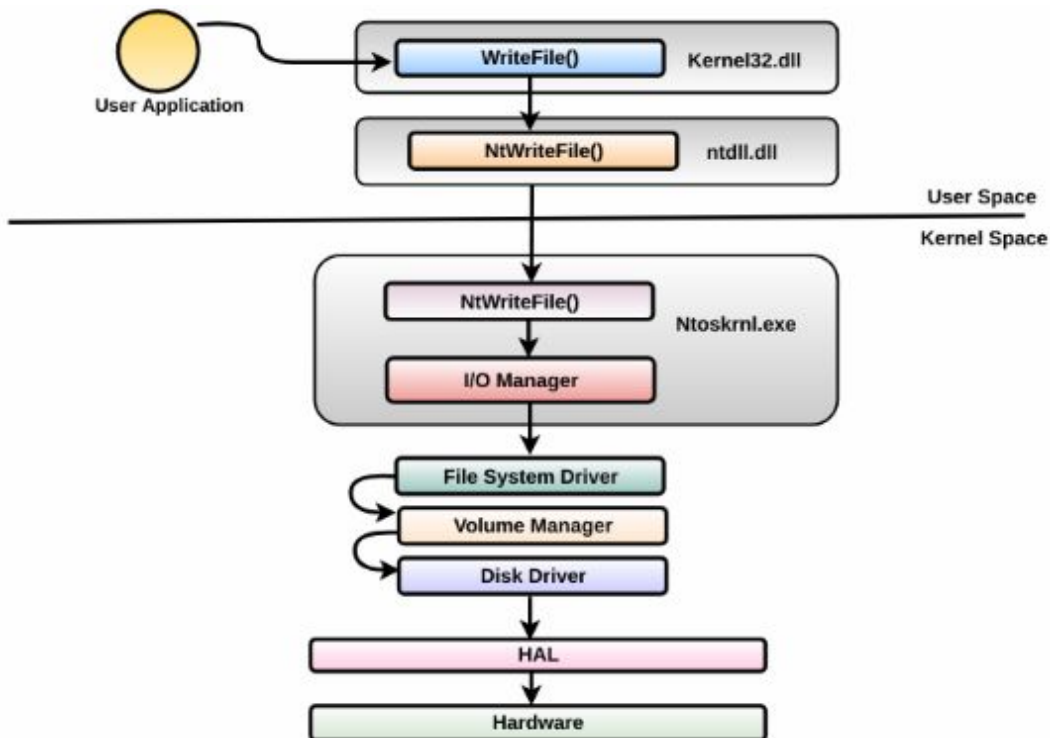 WriteFile()
Kernel32.dll
User Application
NtWriteFile()
ntdll.dll
User Space
Kernel Space
NtWriteFile()
Ntoskrnl.exe
I/O Manager
File System Driver
Volume Manager
Disk Driver
HAL
Hardware